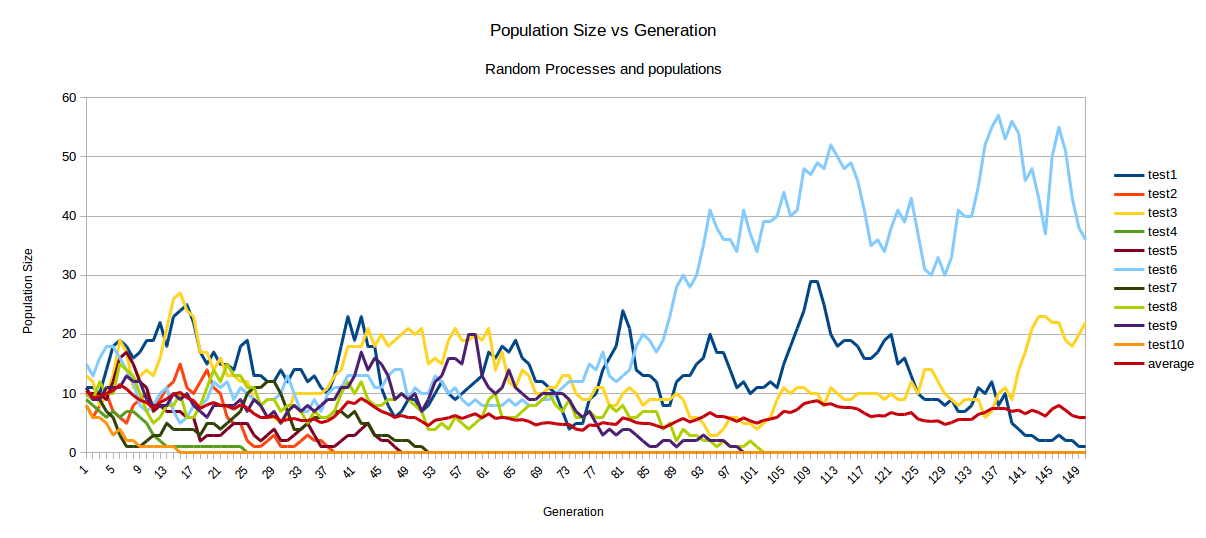 Population Size vs Generation
Random Processes and populations
Population Size
60
50
40
30
20
10
0
1 5 9 13 17 21 25 29 33 37 41 45 49 53 57 61 65 69 73 77 81 85 89 93 97 101 105 109 113 117 121 125 129 133 137 141 145 149
Generation
test1
test2
test3
test4
test5
test6
test7
test8
test9
test10
average